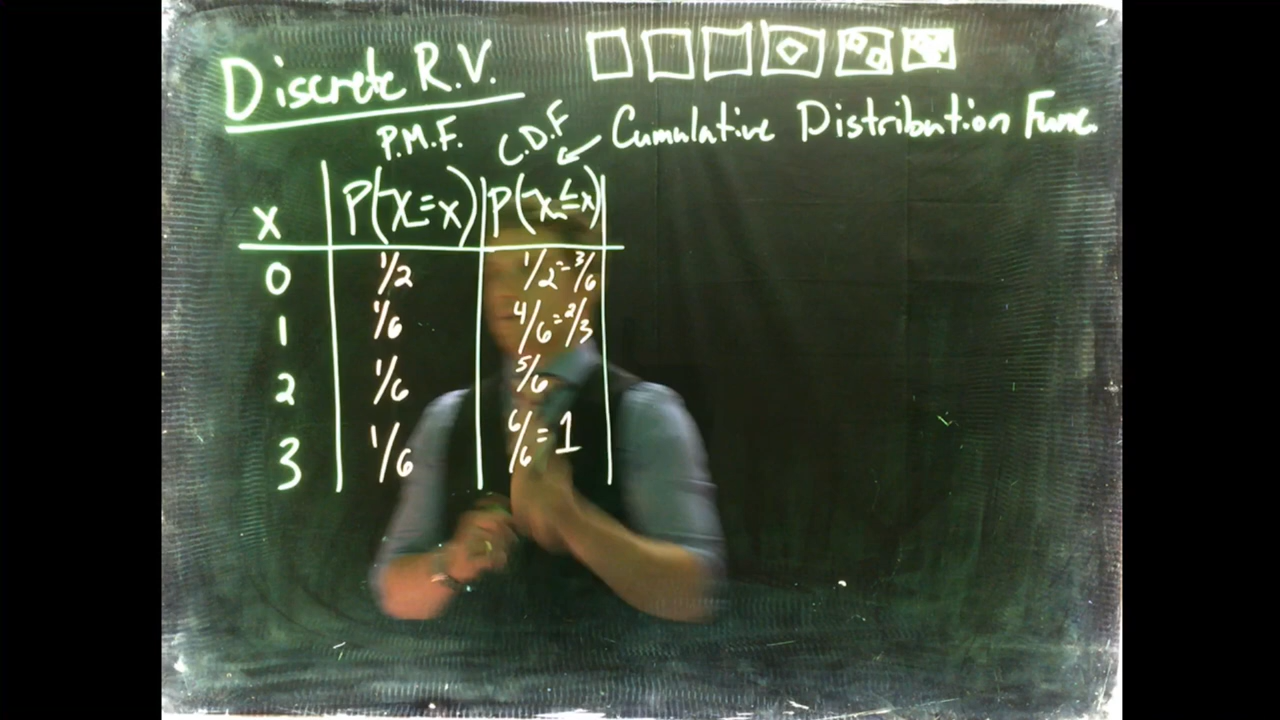 Discrete R.V.
P.M.F. C.D.F ← Cumulative Distribution Func.
x P(X=x) P(X≤x)
0 1/2 1/2=3/6
1 1/6 4/6=2/3
2 1/6 5/6
3 1/6 6/6=1